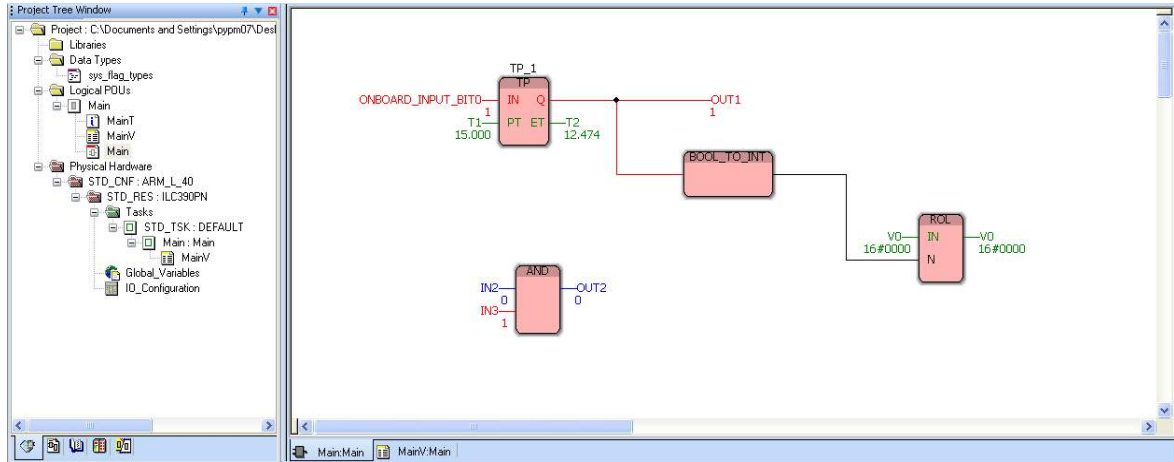 Project Tree Window
Project : C:\Documents and Settings\pypm07\Desl
Libraries
Data Types
sys_flag_types
Logical POUs
Main
MainT
MainV
Main
Physical Hardware
STD_CNF : ARM_L_40
STD_RES : ILC390PN
Tasks
STD_TSK : DEFAULT
Main : Main
MainV
Global_Variables
IO_Configuration
TP_1
TP
ONBOARD_INPUT_BIT0 IN Q OUT1
1 1
T1 PT ET T2
15.000 12.474
BOOL_TO_INT
ROL
V0 IN V0
16#0000 16#0000
N
AND
IN2 OUT2
0 0
IN3
1
Main:Main MainV:Main